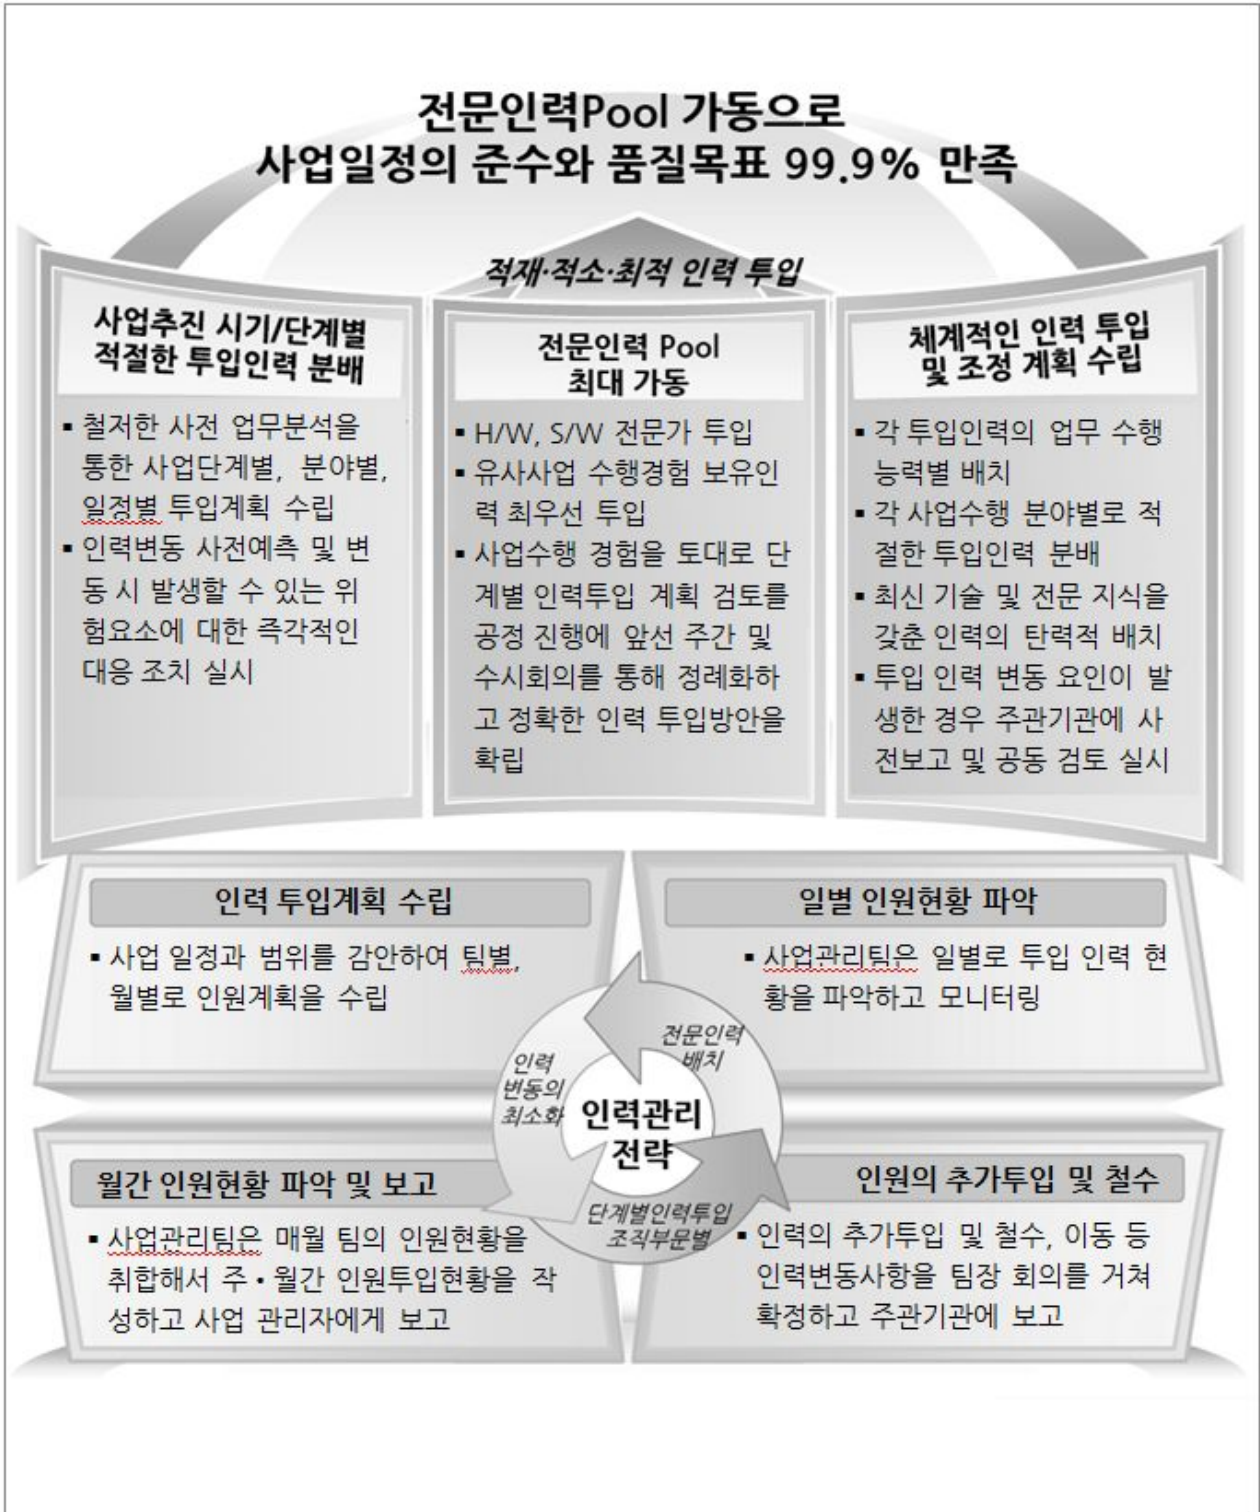 전문인력Pool 가동으로
사업일정의 준수와 품질목표 99.9% 만족
적재·적소·최적 인력 투입
사업추진 시기/단계별
적절한 투입인력 분배
▪ 철저한 사전 업무분석을
통한 사업단계별, 분야별,
일정별 투입계획 수립
▪ 인력변동 사전예측 및 변
동 시 발생할 수 있는 위
험요소에 대한 즉각적인
대응 조치 실시
전문인력 Pool
최대 가동
▪ H/W, S/W 전문가 투입
▪ 유사사업 수행경험 보유인
력 최우선 투입
▪ 사업수행 경험을 토대로 단
계별 인력투입 계획 검토를
공정 진행에 앞선 주간 및
수시회의를 통해 정례화하
고 정확한 인력 투입방안을
확립
체계적인 인력 투입
및 조정 계획 수립
▪ 각 투입인력의 업무 수행
능력별 배치
▪ 각 사업수행 분야별로 적
절한 투입인력 분배
▪ 최신 기술 및 전문 지식을
갖춘 인력의 탄력적 배치
▪ 투입 인력 변동 요인이 발
생한 경우 주관기관에 사
전보고 및 공동 검토 실시
인력 투입계획 수립
▪ 사업 일정과 범위를 감안하여 팀별,
월별로 인원계획을 수립
일별 인원현황 파악
▪ 사업관리팀은 일별로 투입 인력 현
황을 파악하고 모니터링
인력
변동의
최소화
전문인력
배치
인력관리
전략
단계별인력투입
조직부문별
월간 인원현황 파악 및 보고
▪ 사업관리팀은 매월 팀의 인원현황을
취합해서 주·월간 인원투입현황을 작
성하고 사업 관리자에게 보고
인원의 추가투입 및 철수
▪ 인력의 추가투입 및 철수, 이동 등
인력변동사항을 팀장 회의를 거쳐
확정하고 주관기관에 보고